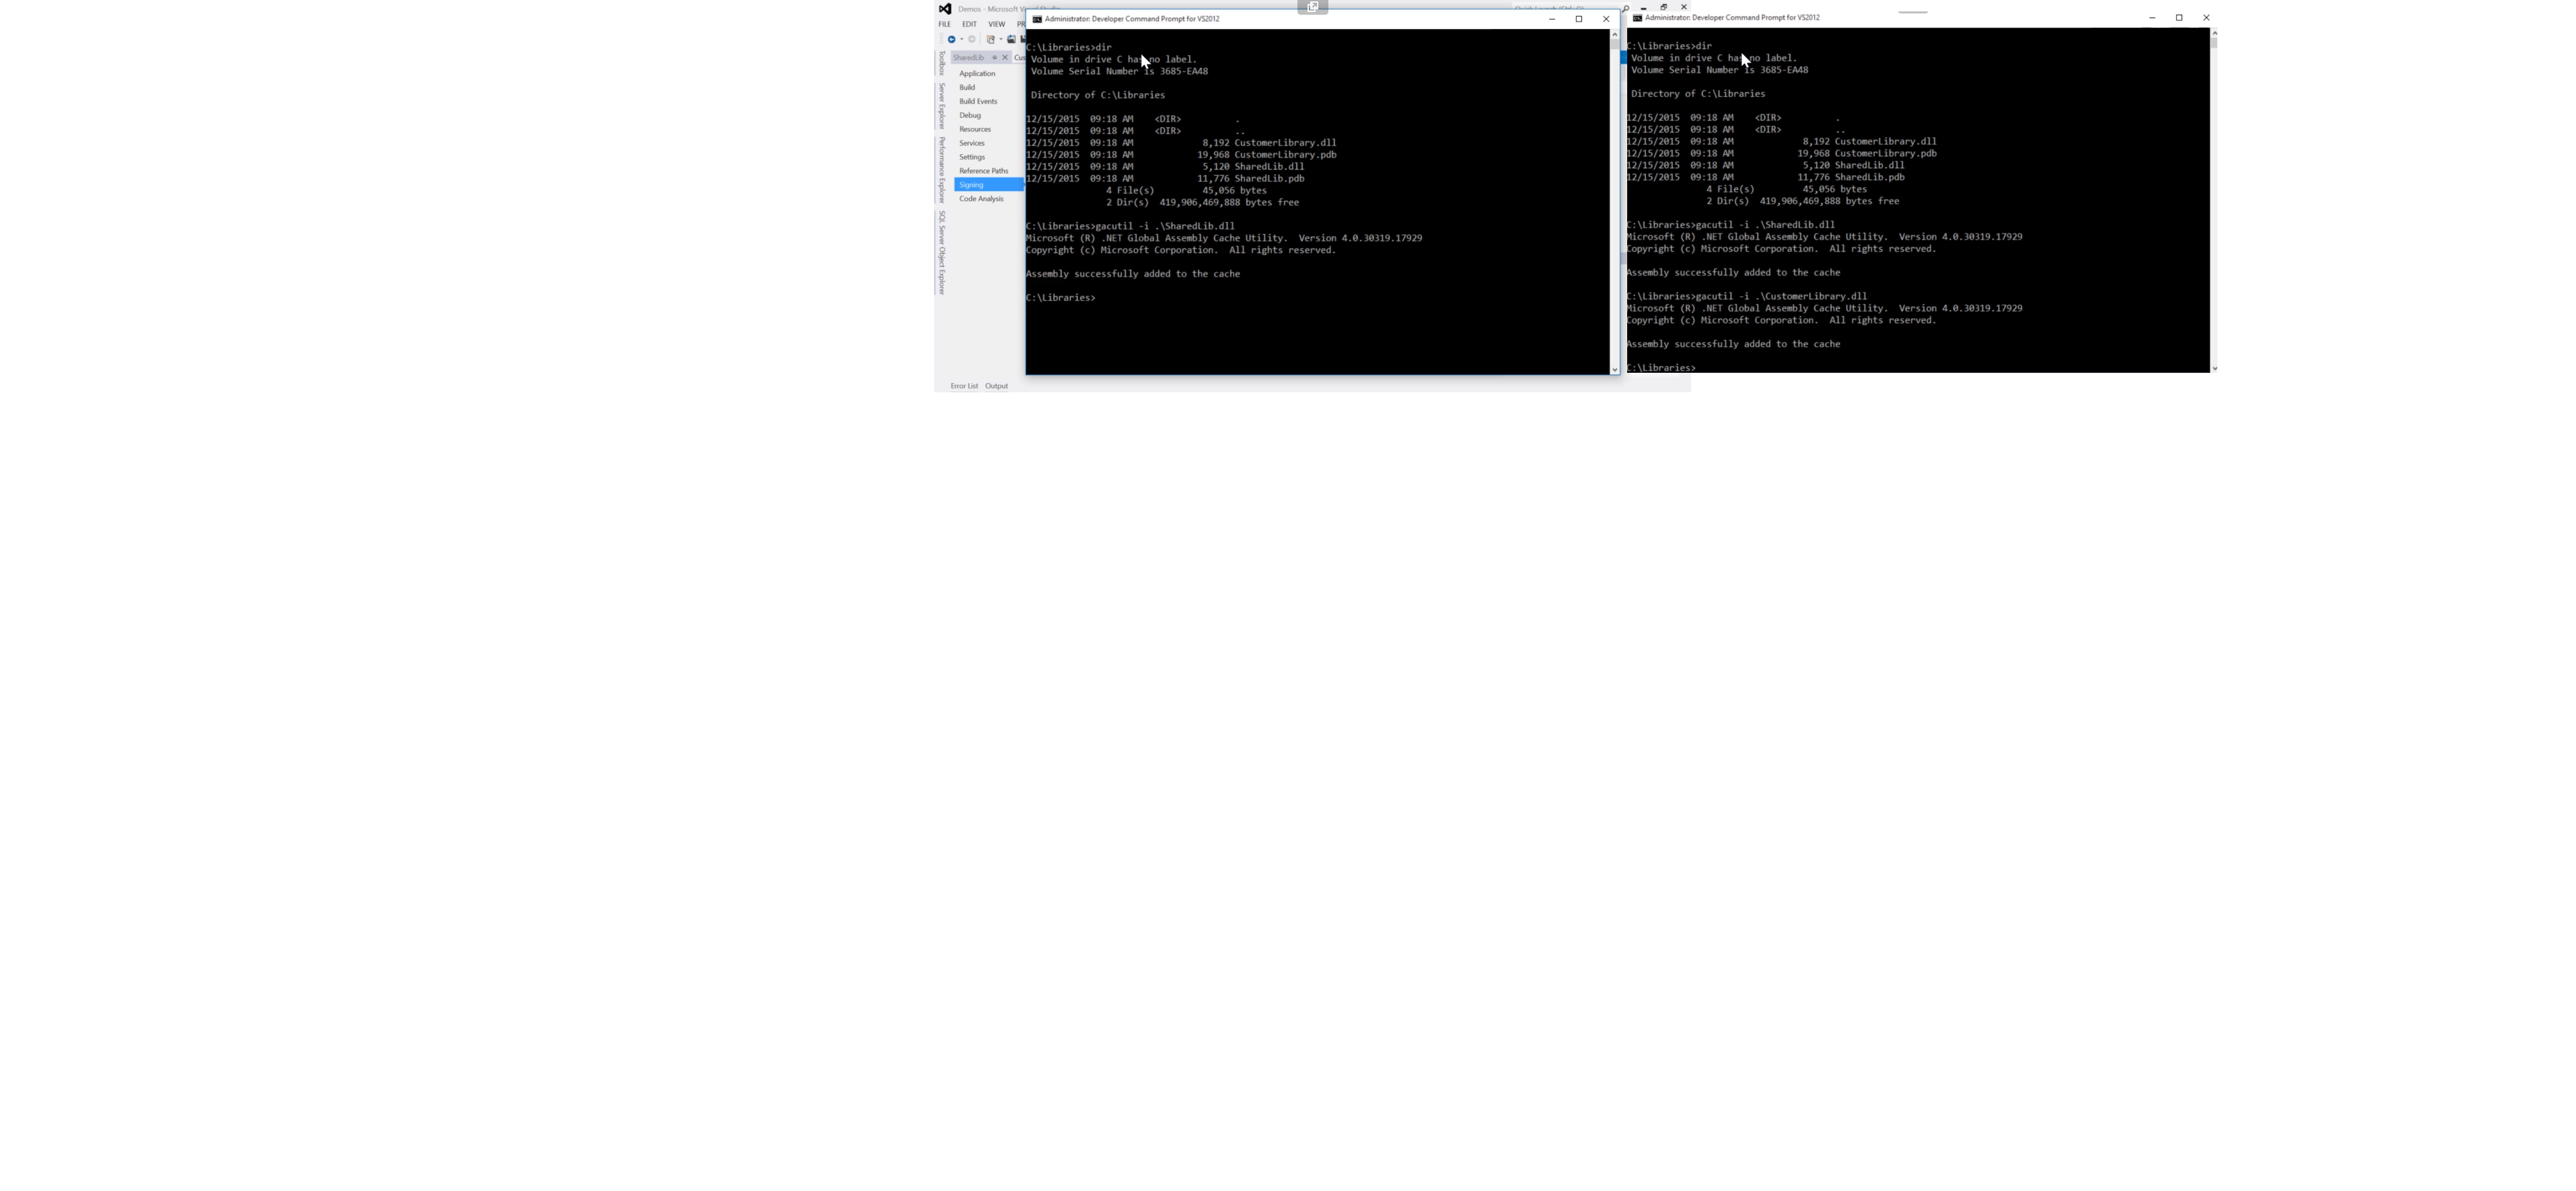 Demos - Microsoft V
FILE EDIT VIEW PR
SharedLib
Toolbox
Server Explorer
Performance Explorer
SQL Server Object Explorer
Application
Build
Build Events
Debug
Resources
Services
Settings
Reference Paths
Signing
Code Analysis
Error List Output
Administrator: Developer Command Prompt for VS2012
C:\Libraries>dir
Volume in drive C has no label.
Volume Serial Number is 3685-EA48
Directory of C:\Libraries
12/15/2015 09:18 AM <DIR> .
12/15/2015 09:18 AM <DIR> ..
12/15/2015 09:18 AM 8,192 CustomerLibrary.dll
12/15/2015 09:18 AM 19,968 CustomerLibrary.pdb
12/15/2015 09:18 AM 5,120 SharedLib.dll
12/15/2015 09:18 AM 11,776 SharedLib.pdb
4 File(s) 45,056 bytes
2 Dir(s) 419,906,469,888 bytes free
C:\Libraries>gacutil -i .\SharedLib.dll
Microsoft (R) .NET Global Assembly Cache Utility. Version 4.0.30319.17929
Copyright (c) Microsoft Corporation. All rights reserved.
Assembly successfully added to the cache
C:\Libraries>
Administrator: Developer Command Prompt for VS2012
C:\Libraries>dir
Volume in drive C has no label.
Volume Serial Number is 3685-EA48
Directory of C:\Libraries
12/15/2015 09:18 AM <DIR> .
12/15/2015 09:18 AM <DIR> ..
12/15/2015 09:18 AM 8,192 CustomerLibrary.dll
12/15/2015 09:18 AM 19,968 CustomerLibrary.pdb
12/15/2015 09:18 AM 5,120 SharedLib.dll
12/15/2015 09:18 AM 11,776 SharedLib.pdb
4 File(s) 45,056 bytes
2 Dir(s) 419,906,469,888 bytes free
C:\Libraries>gacutil -i .\SharedLib.dll
Microsoft (R) .NET Global Assembly Cache Utility. Version 4.0.30319.17929
Copyright (c) Microsoft Corporation. All rights reserved.
Assembly successfully added to the cache
C:\Libraries>gacutil -i .\CustomerLibrary.dll
Microsoft (R) .NET Global Assembly Cache Utility. Version 4.0.30319.17929
Copyright (c) Microsoft Corporation. All rights reserved.
Assembly successfully added to the cache
C:\Libraries>